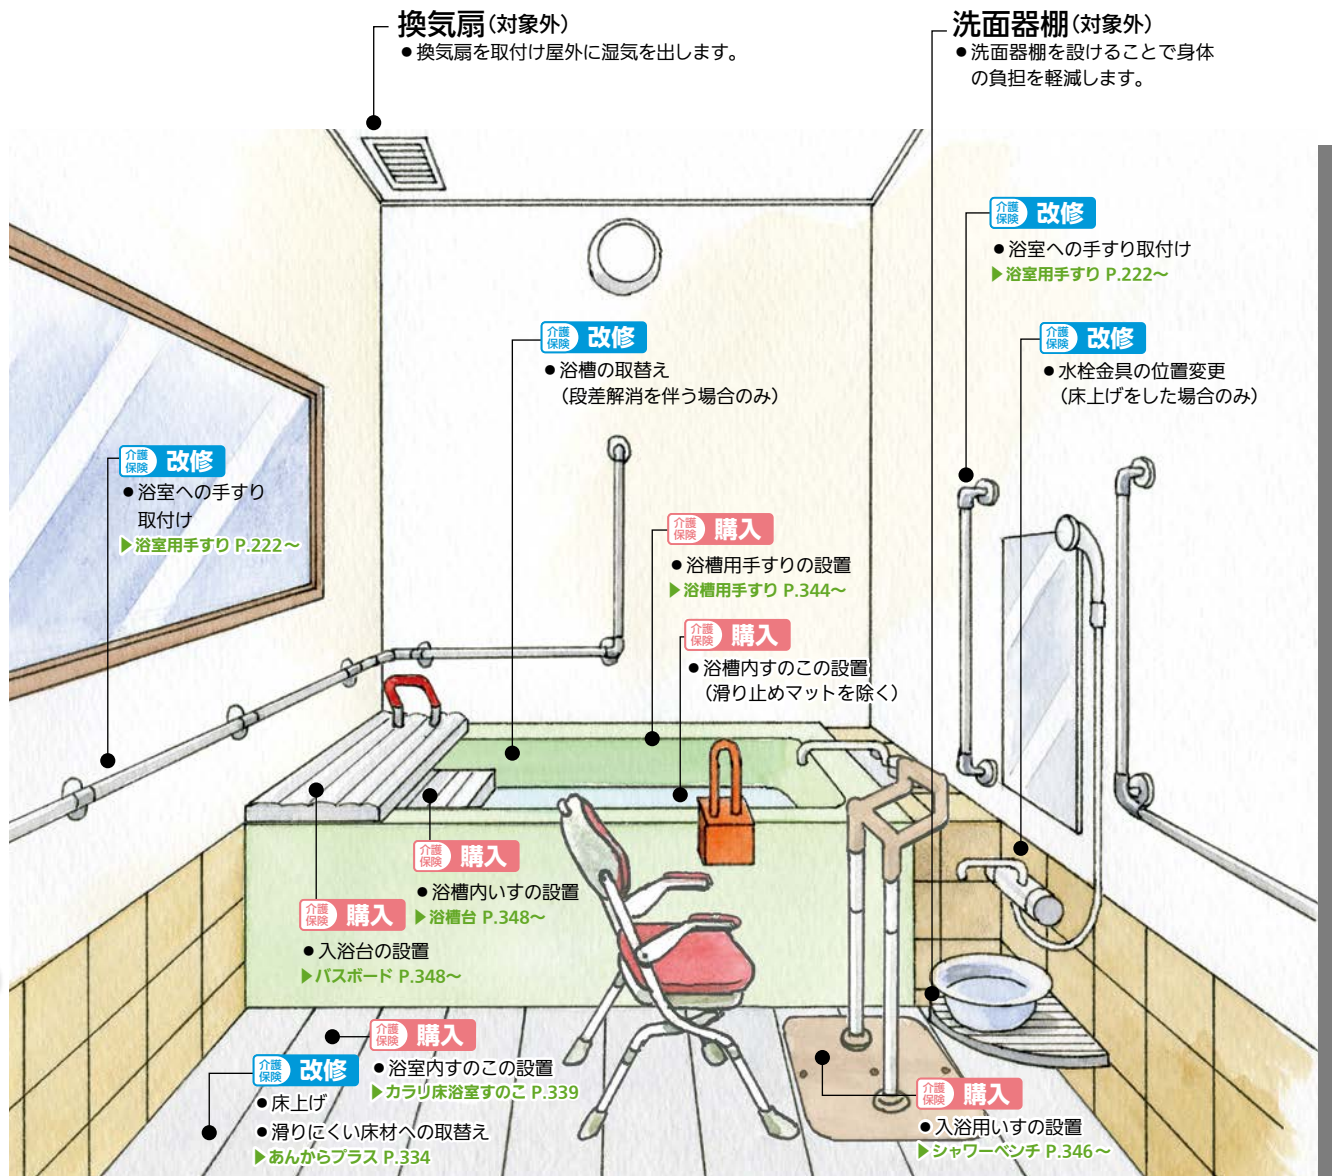 換気扇(対象外)
●換気扇を取付け屋外に湿気を出します。
洗面器棚(対象外)
●洗面器棚を設けることで身体
の負担を軽減します。
介護保険 改修
●浴室への手すり取付け
▶浴室用手すり P.222〜
介護保険 改修
●浴槽の取替え
(段差解消を伴う場合のみ)
介護保険 改修
●水栓金具の位置変更
(床上げをした場合のみ)
介護保険 改修
●浴室への手すり
取付け
▶浴室用手すり P.222〜
介護保険 購入
●浴槽用手すりの設置
▶浴槽用手すり P.344〜
介護保険 購入
●浴槽内すのこの設置
(滑り止めマットを除く)
介護保険 購入
●浴槽内いすの設置
▶浴槽台 P.348〜
介護保険 購入
●入浴台の設置
▶バスボード P.348〜
介護保険 購入
●浴室内すのこの設置
▶カラリ床浴室すのこ P.339
介護保険 改修
●床上げ
●滑りにくい床材への取替え
▶あんからプラス P.334
介護保険 購入
●入浴用いすの設置
▶シャワーベンチ P.346〜